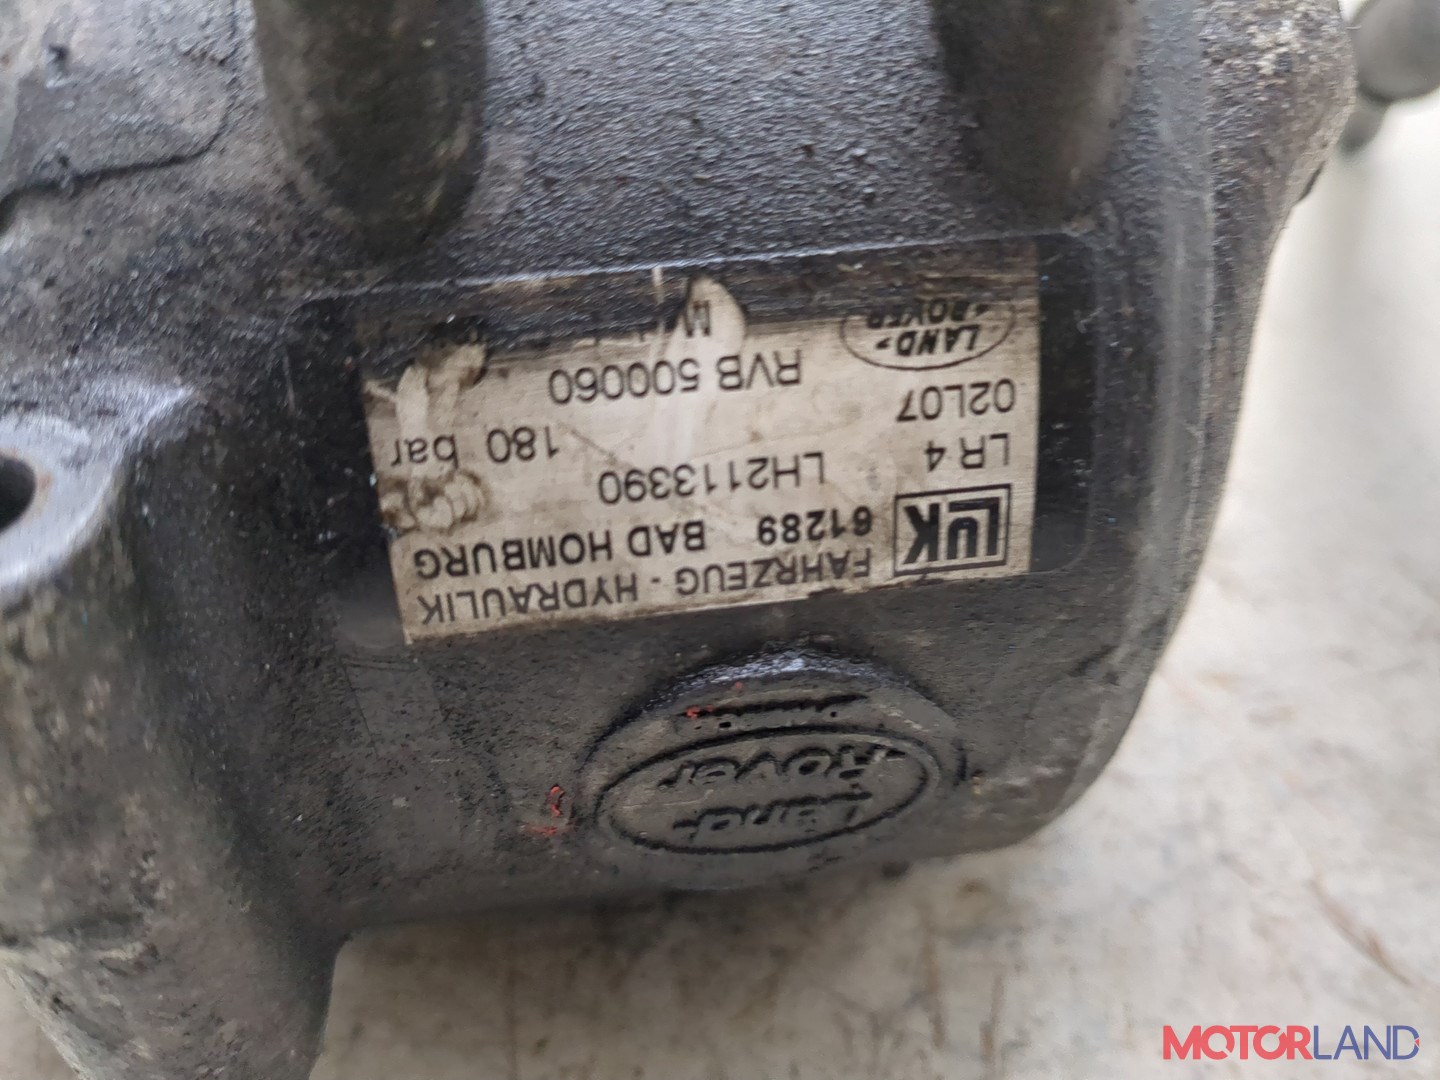 FAHRZEUG - HYDRAULIK
LUK 61289 BAD HOMBURG
LR 4 LH2113390
02L07 180 bar
LAND ROVER RVB 500060
Land Rover
MOTORLAND